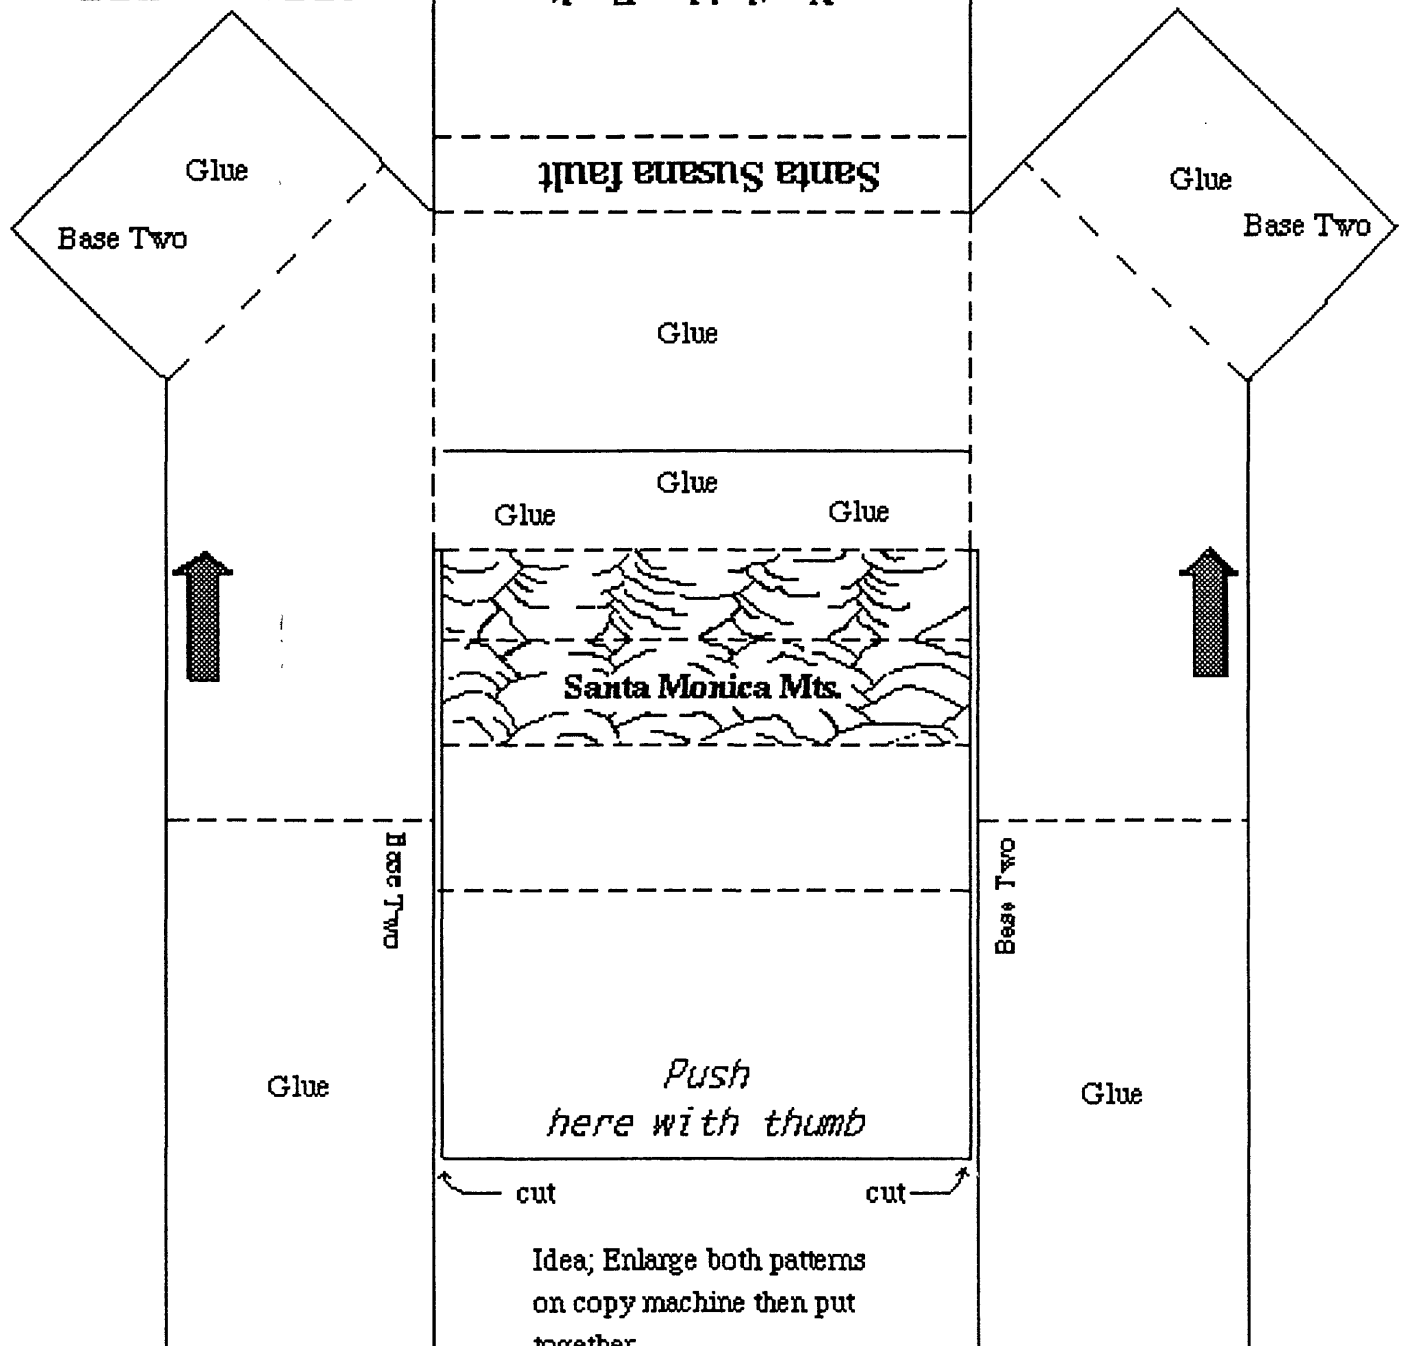 Santa Susana fault
Glue
Base Two
Glue
Base Two
Glue
Glue
Glue
Glue
Santa Monica Mts.
Base Two
Base Two
Glue
Glue
Push
here with thumb
cut
cut
Idea; Enlarge both patterns
on copy machine then put
together